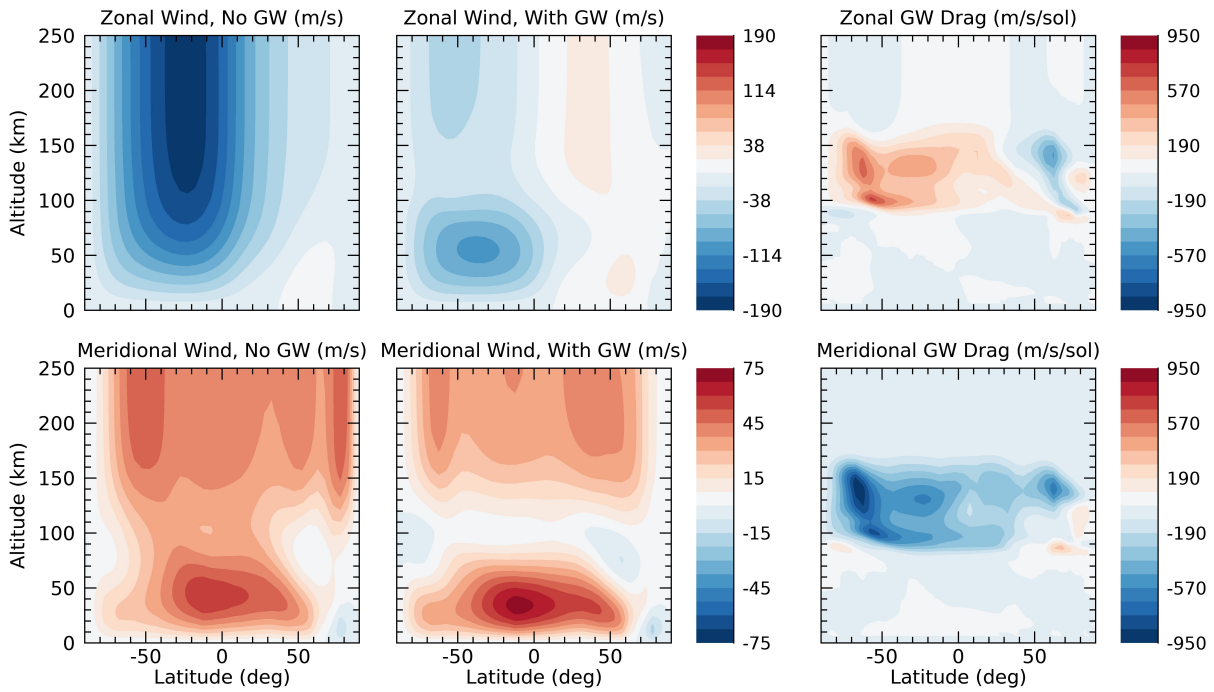 Zonal Wind, No GW (m/s)
Zonal Wind, With GW (m/s)
Zonal GW Drag (m/s/sol)
Altitude (km)
250
200
150
100
50
0
190
114
38
-38
-114
-190
950
570
190
-190
-570
-950
Meridional Wind, No GW (m/s)
Meridional Wind, With GW (m/s)
Meridional GW Drag (m/s/sol)
Altitude (km)
250
200
150
100
50
0
75
45
15
-15
-45
-75
950
570
190
-190
-570
-950
-50 0 50
-50 0 50
-50 0 50
Latitude (deg)
Latitude (deg)
Latitude (deg)